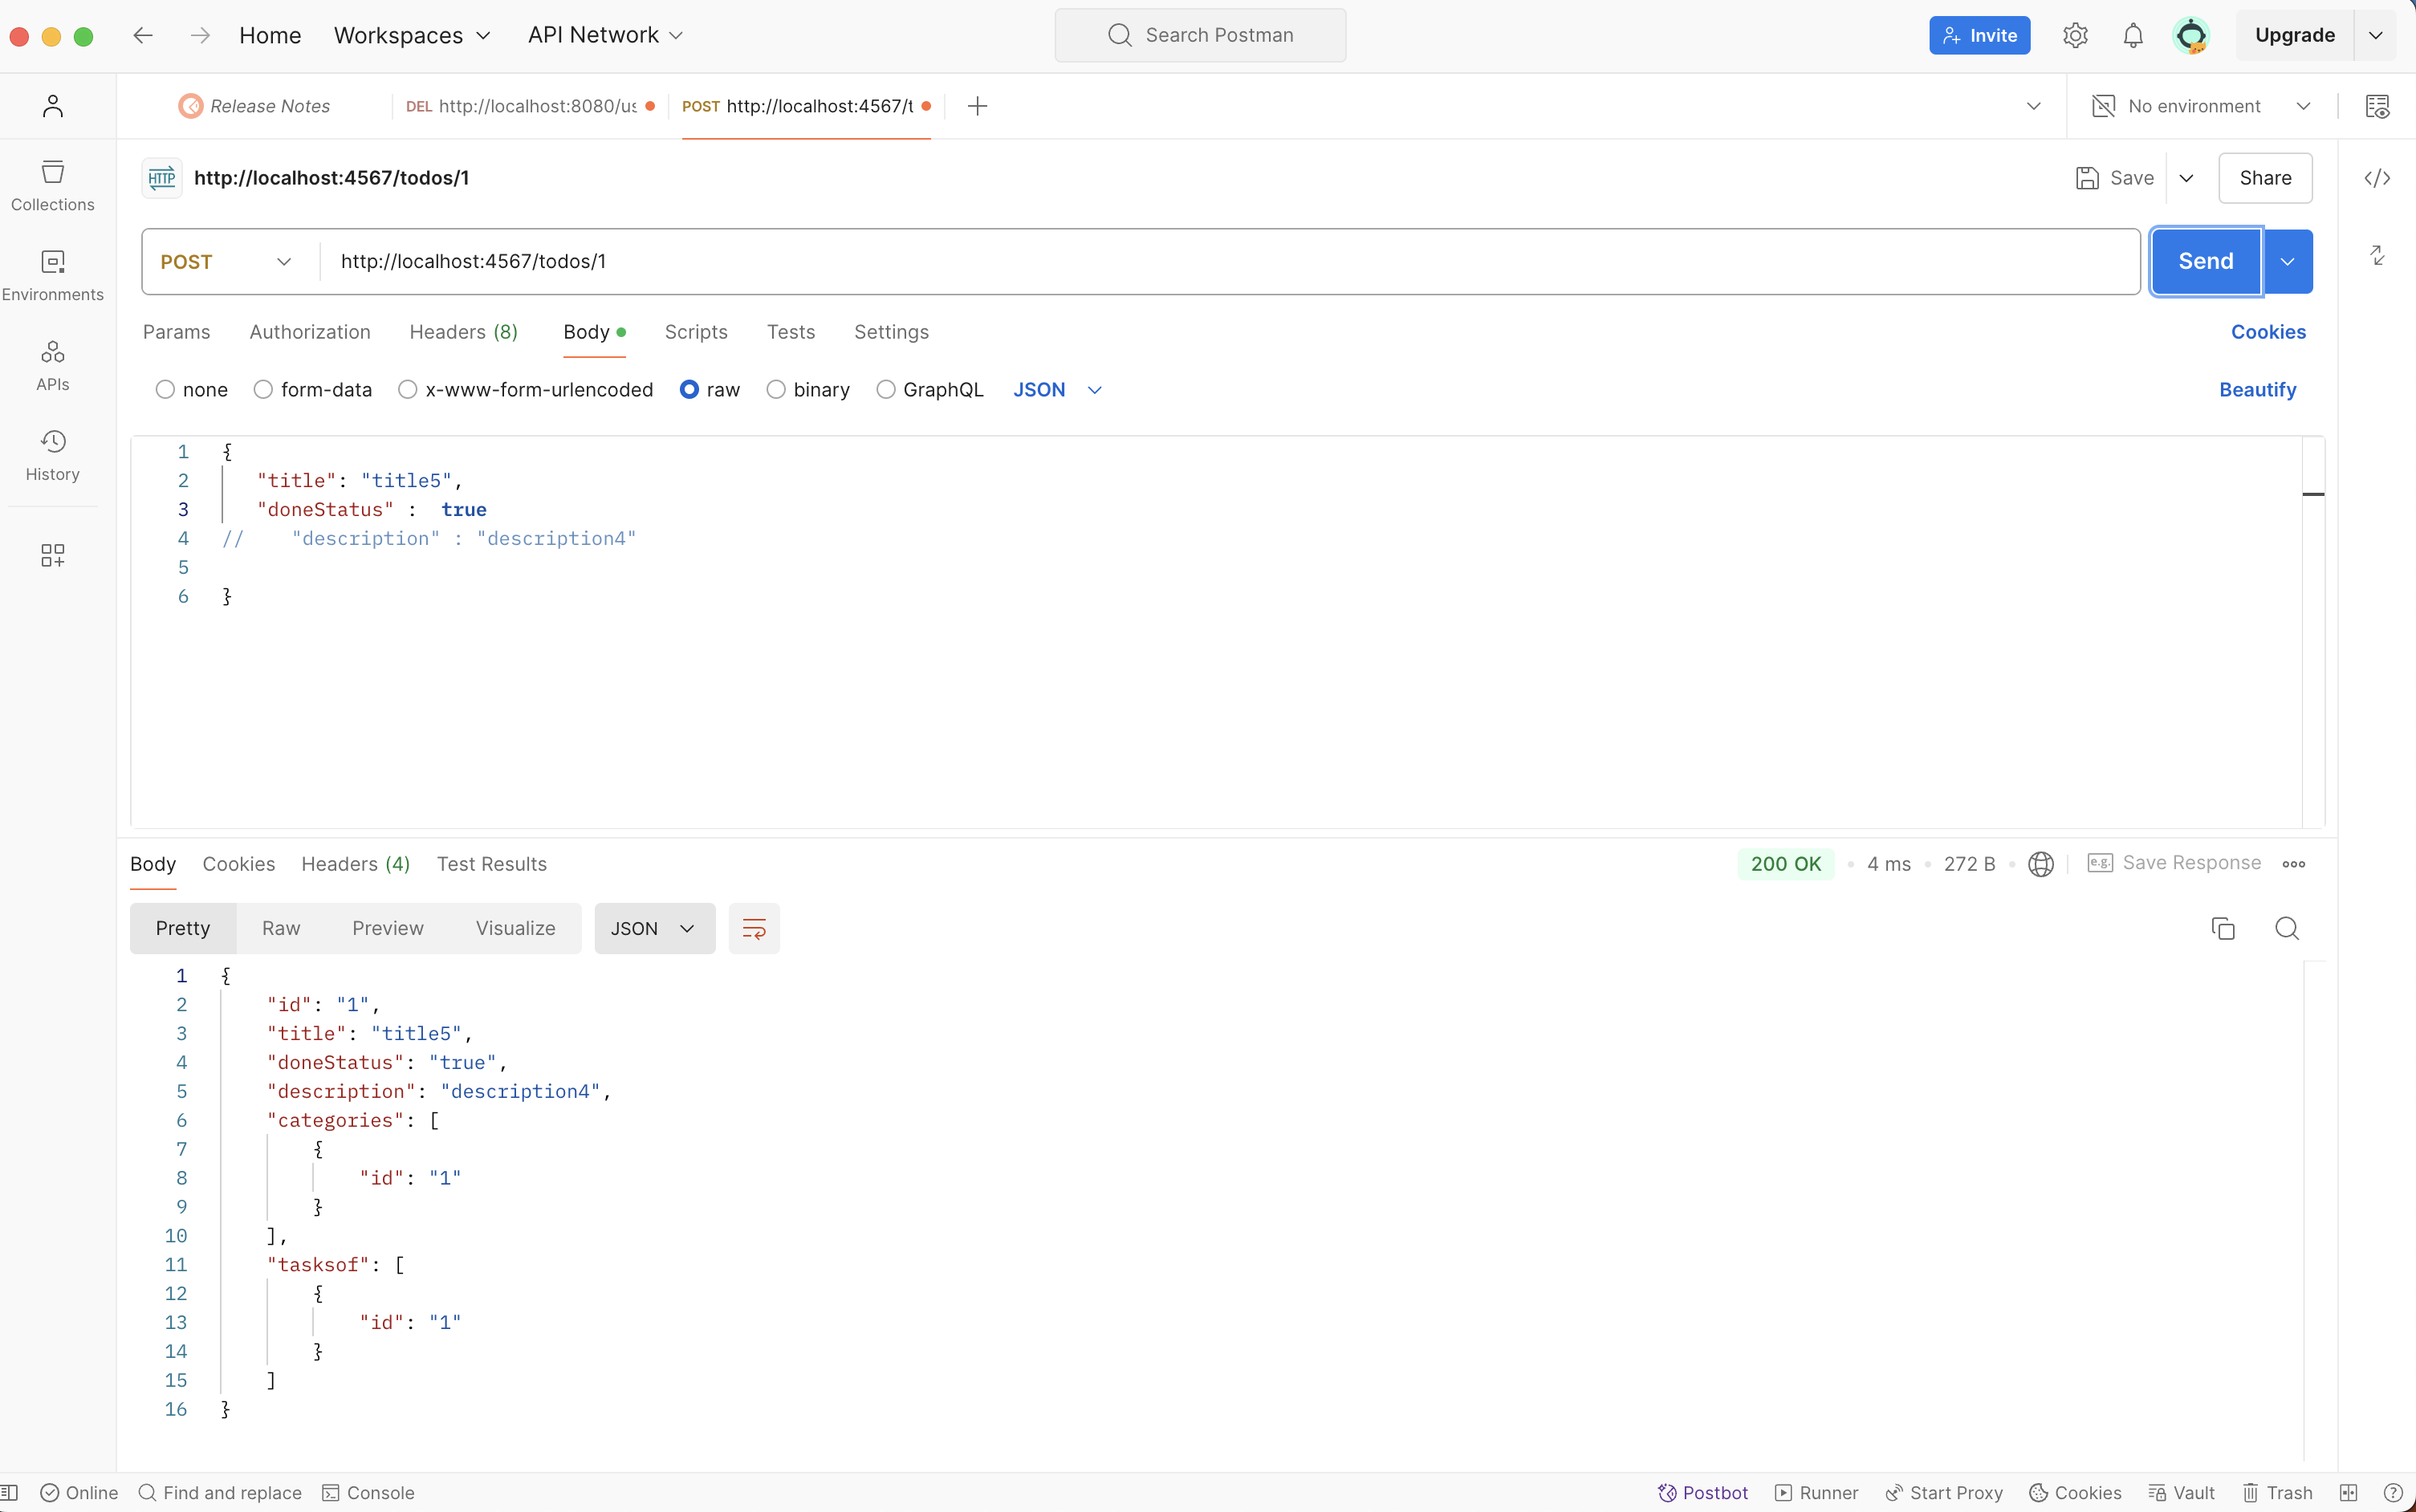 Home Workspaces API Network Search Postman Invite Upgrade
Release Notes DEL http://localhost:8080/us POST http://localhost:4567/t No environment
HTTP http://localhost:4567/todos/1 Save Share
POST http://localhost:4567/todos/1 Send
Params Authorization Headers (8) Body Scripts Tests Settings Cookies
none form-data x-www-form-urlencoded raw binary GraphQL JSON Beautify
Collections
Environments
APIs
History
1 {
2 "title": "title5",
3 "doneStatus" : true
4 // "description" : "description4"
5
6 }
Body Cookies Headers (4) Test Results 200 OK 4 ms 272 B e.g. Save Response
Pretty Raw Preview Visualize JSON
1 {
2 "id": "1",
3 "title": "title5",
4 "doneStatus": "true",
5 "description": "description4",
6 "categories": [
7 {
8 "id": "1"
9 }
10 ],
11 "tasksof": [
12 {
13 "id": "1"
14 }
15 ]
16 }
Online Find and replace Console Postbot Runner Start Proxy Cookies Vault Trash